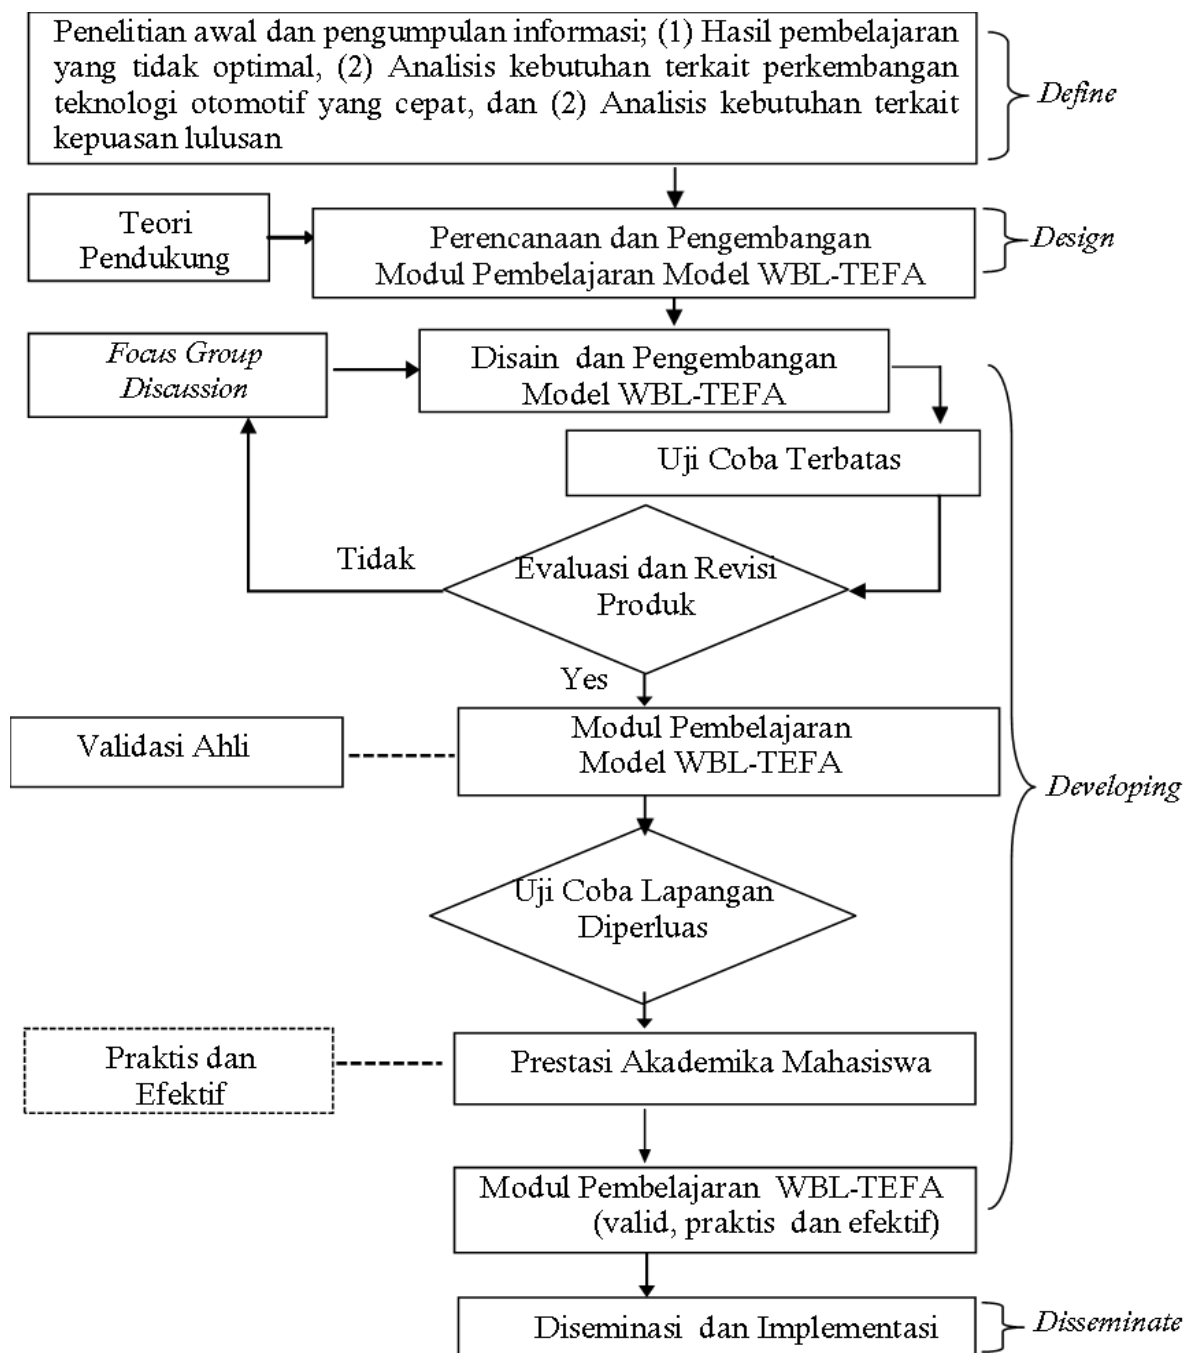 Penelitian awal dan pengumpulan informasi; (1) Hasil pembelajaran
yang tidak optimal, (2) Analisis kebutuhan terkait perkembangan
teknologi otomotif yang cepat, dan (2) Analisis kebutuhan terkait
kepuasan lulusan
Define
Teori
Pendukung
Perencanaan dan Pengembangan
Modul Pembelajaran Model WBL-TEFA
Design
Focus Group
Discussion
Disain dan Pengembangan
Model WBL-TEFA
Uji Coba Terbatas
Tidak
Evaluasi dan Revisi
Produk
Yes
Validasi Ahli
Modul Pembelajaran
Model WBL-TEFA
Developing
Uji Coba Lapangan
Diperluas
Praktis dan
Efektif
Prestasi Akademika Mahasiswa
Modul Pembelajaran WBL-TEFA
(valid, praktis dan efektif)
Diseminasi dan Implementasi
Disseminate